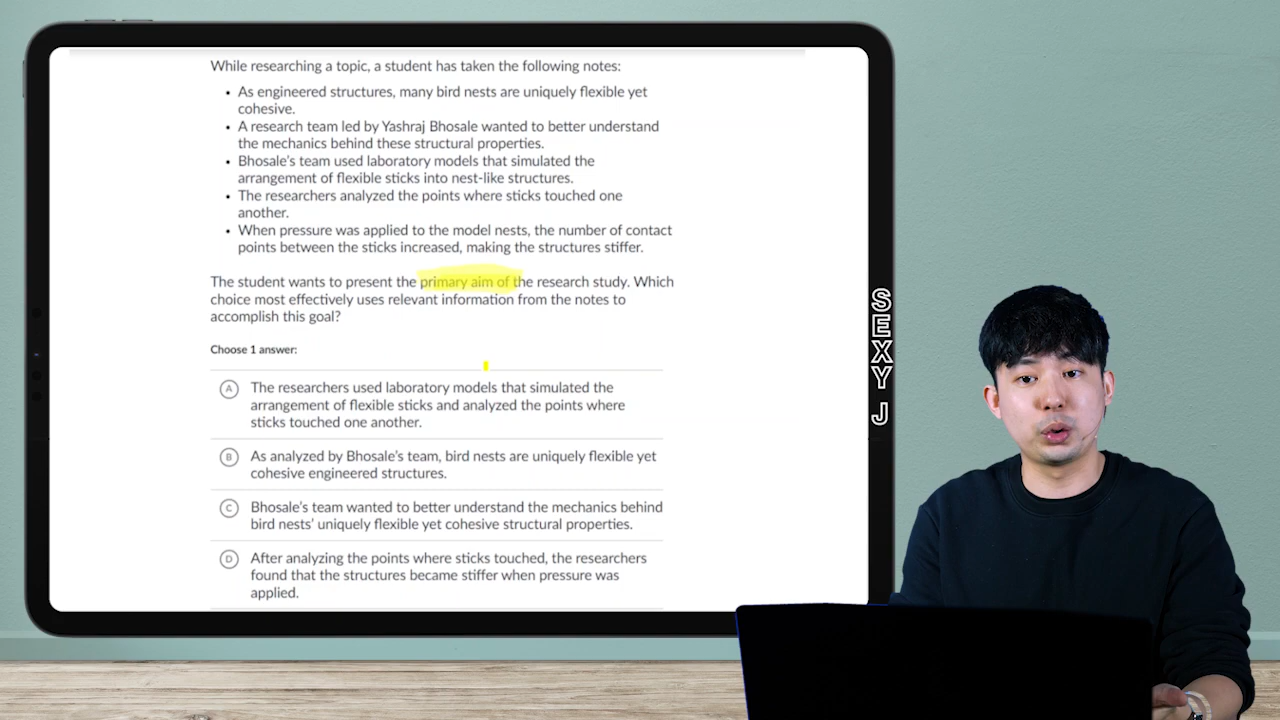 While researching a topic, a student has taken the following notes:
• As engineered structures, many bird nests are uniquely flexible yet
cohesive.
• A research team led by Yashraj Bhosale wanted to better understand
the mechanics behind these structural properties.
• Bhosale's team used laboratory models that simulated the
arrangement of flexible sticks into nest-like structures.
• The researchers analyzed the points where sticks touched one
another.
• When pressure was applied to the model nests, the number of contact
points between the sticks increased, making the structures stiffer.
The student wants to present the primary aim of the research study. Which
choice most effectively uses relevant information from the notes to
accomplish this goal?
Choose 1 answer:
A The researchers used laboratory models that simulated the
arrangement of flexible sticks and analyzed the points where
sticks touched one another.
B As analyzed by Bhosale's team, bird nests are uniquely flexible yet
cohesive engineered structures.
C Bhosale's team wanted to better understand the mechanics behind
bird nests' uniquely flexible yet cohesive structural properties.
D After analyzing the points where sticks touched, the researchers
found that the structures became stiffer when pressure was
applied.
SEXY J